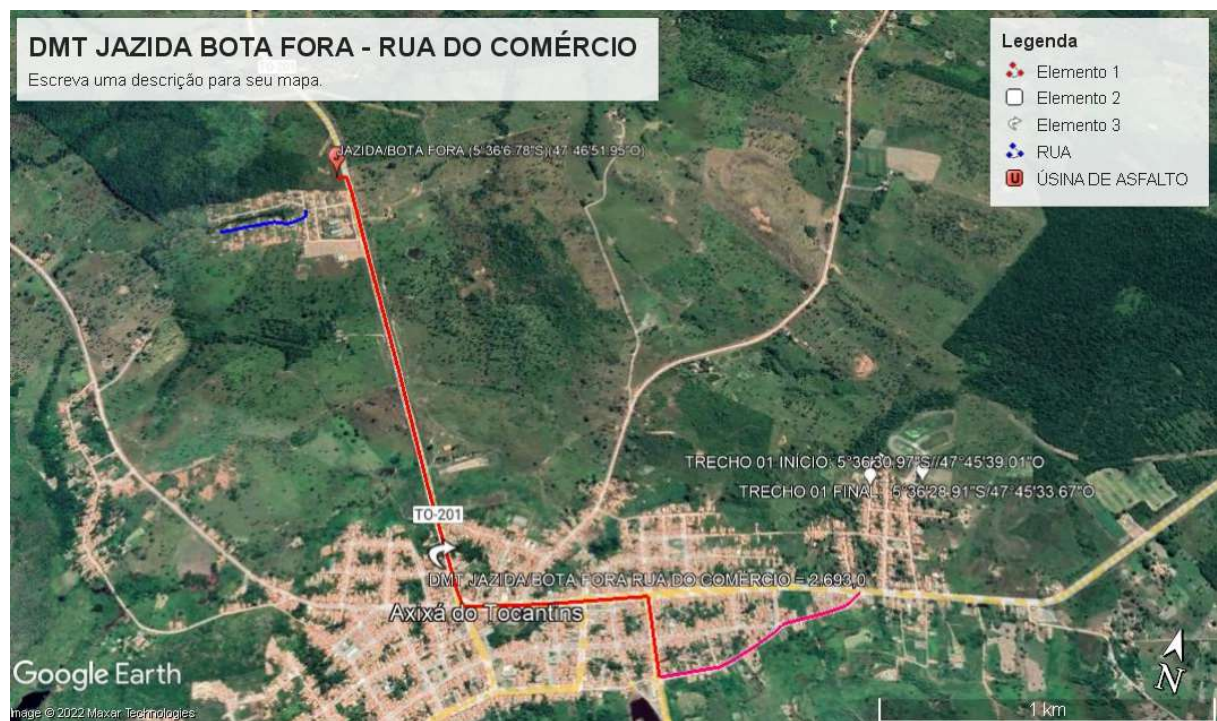 DMT JAZIDA BOTA FORA - RUA DO COMÉRCIO
Escreva uma descrição para seu mapa.
Legenda
Elemento 1
Elemento 2
Elemento 3
RUA
U ÚSINA DE ASFALTO
JAZIDA/BOTA FORA (5°36'6.78"S)(47°46'51.95"O)
TRECHO 01 INÍCIO: 5°36'30.97"S//47°45'39.01"O
TRECHO 01 FINAL - 5°36'28.91"S/47°45'33.67"O
TO-201
DMT JAZIDA/BOTA FORA RUA DO COMÉRCIO = 2.693,0
Axixá do Tocantins
Google Earth
Image © 2022 Maxar Technologies
1 km
N